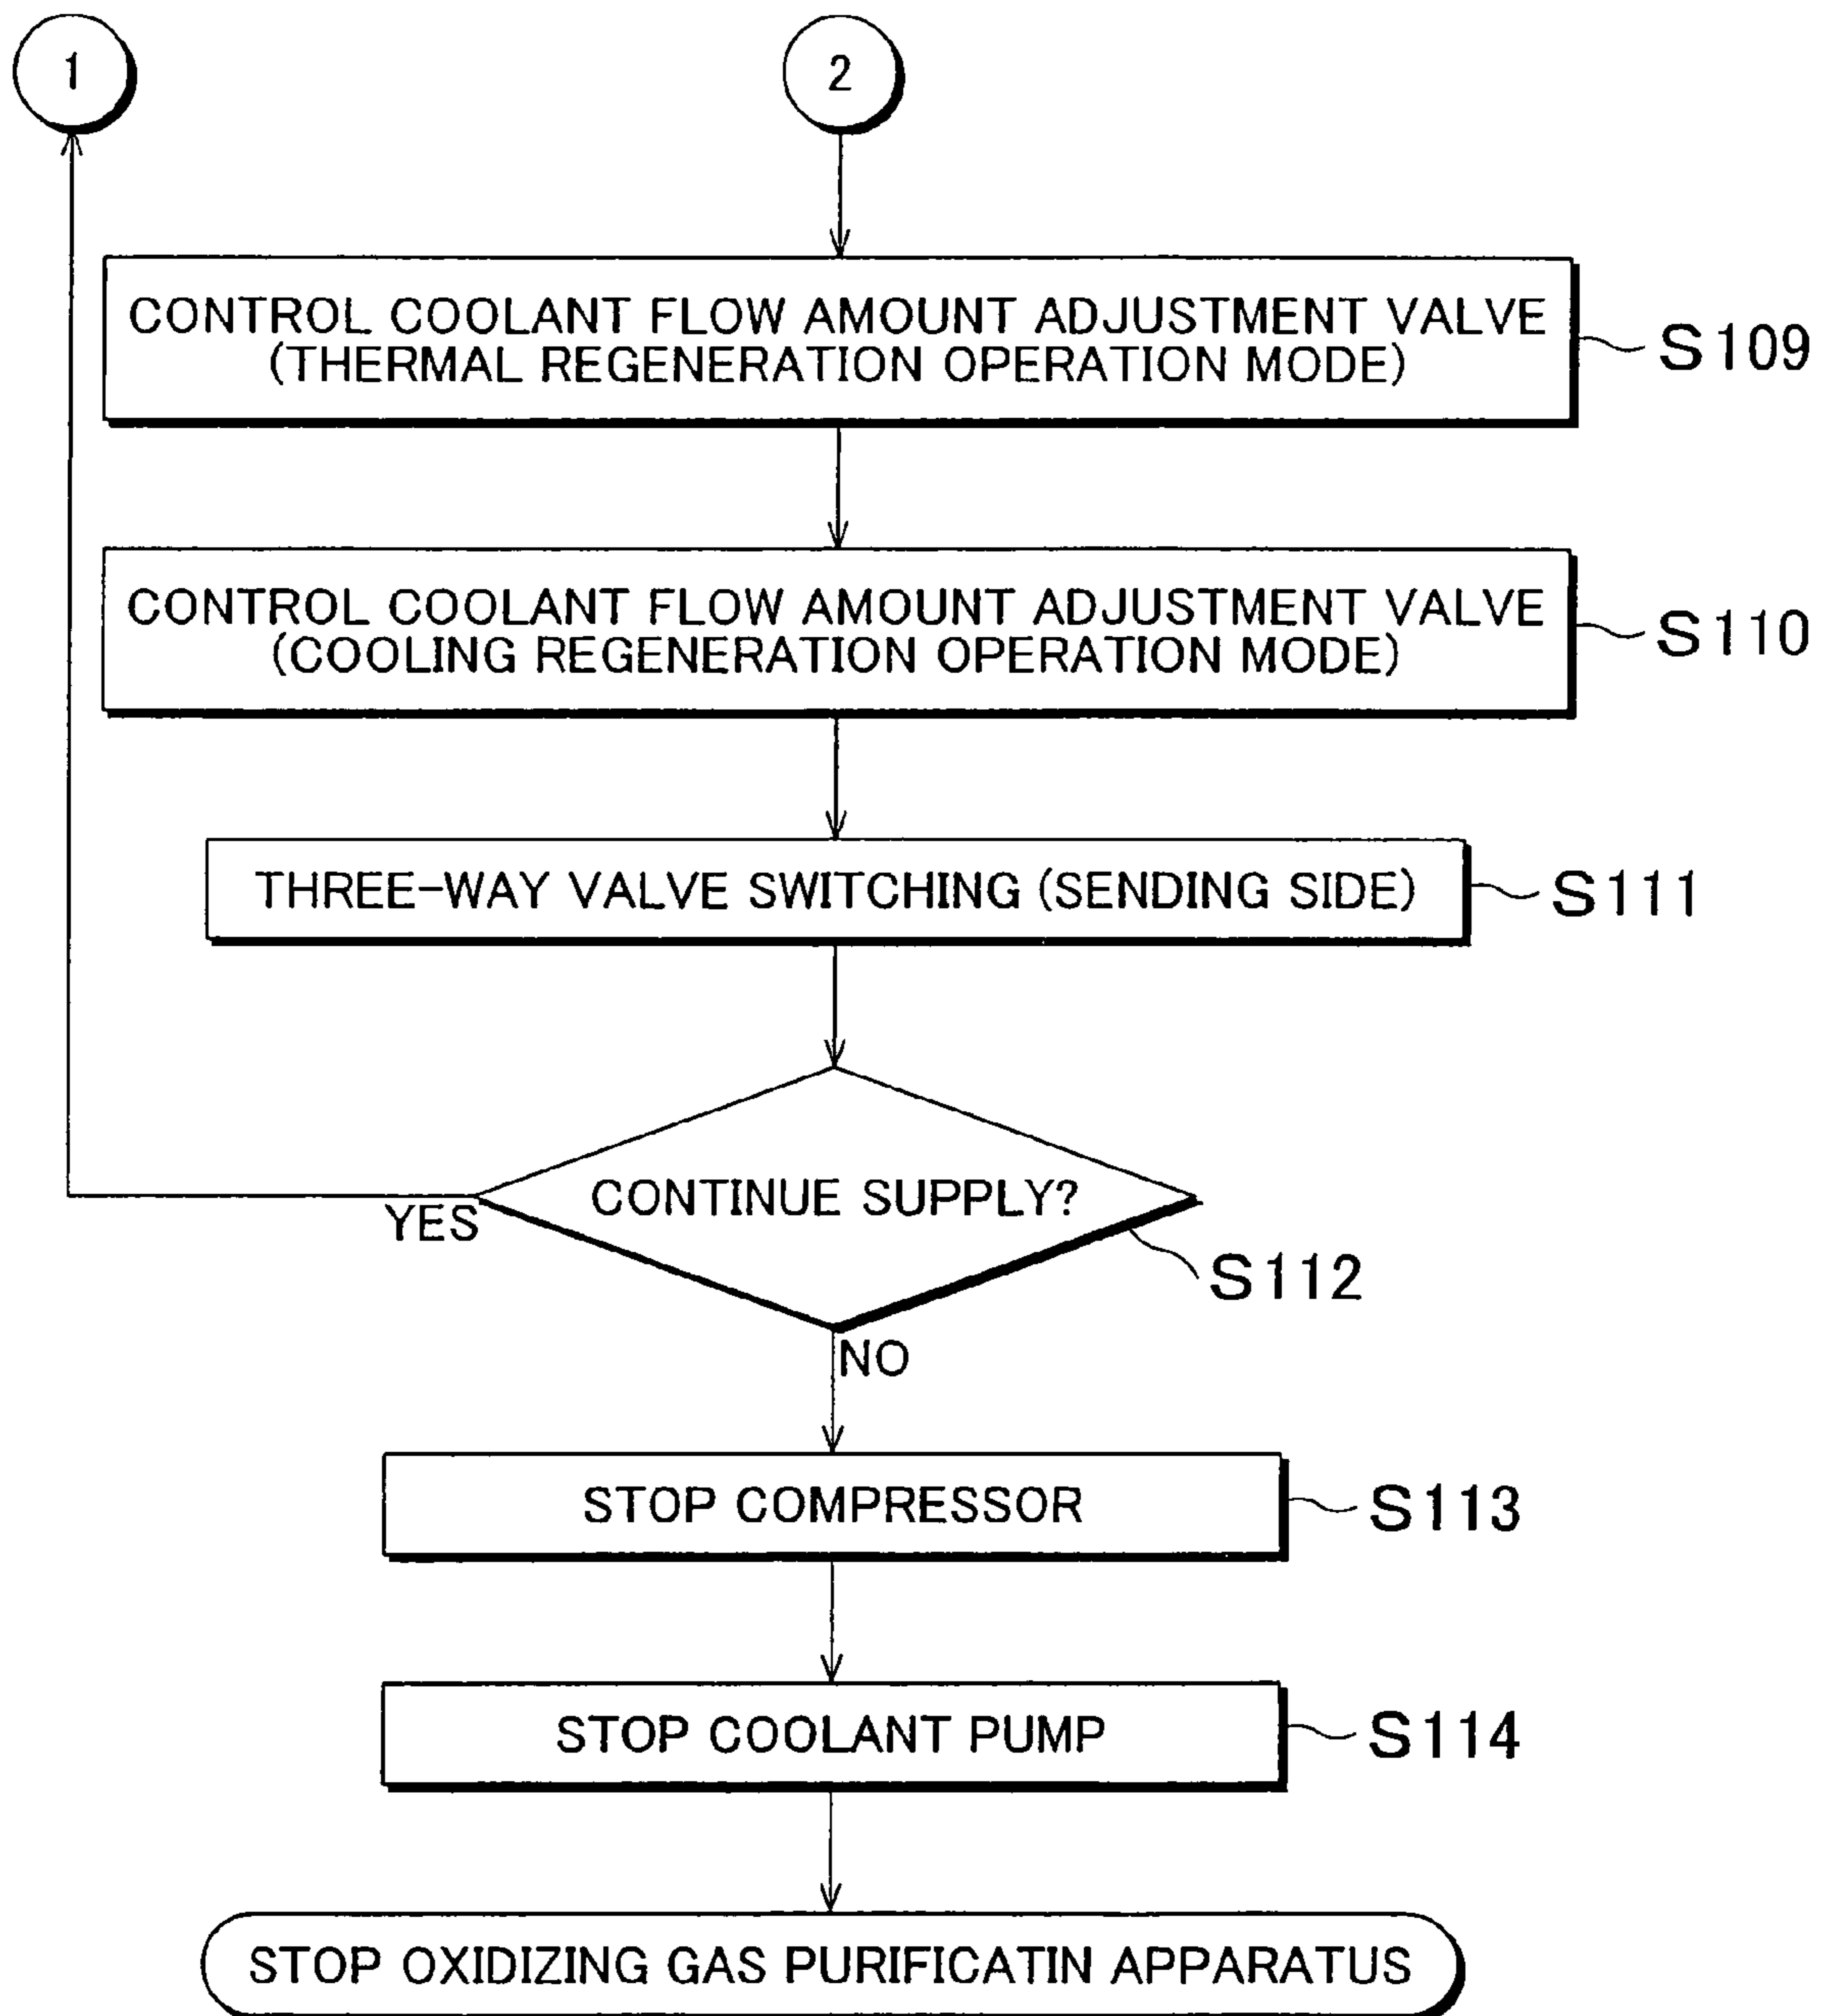 1
2
CONTROL COOLANT FLOW AMOUNT ADJUSTMENT VALVE
(THERMAL REGENERATION OPERATION MODE)
S109
CONTROL COOLANT FLOW AMOUNT ADJUSTMENT VALVE
(COOLING REGENERATION OPERATION MODE)
S110
THREE-WAY VALVE SWITCHING (SENDING SIDE)
S111
CONTINUE SUPPLY?
YES
S112
NO
STOP COMPRESSOR
S113
STOP COOLANT PUMP
S114
STOP OXIDIZING GAS PURIFICATIN APPARATUS